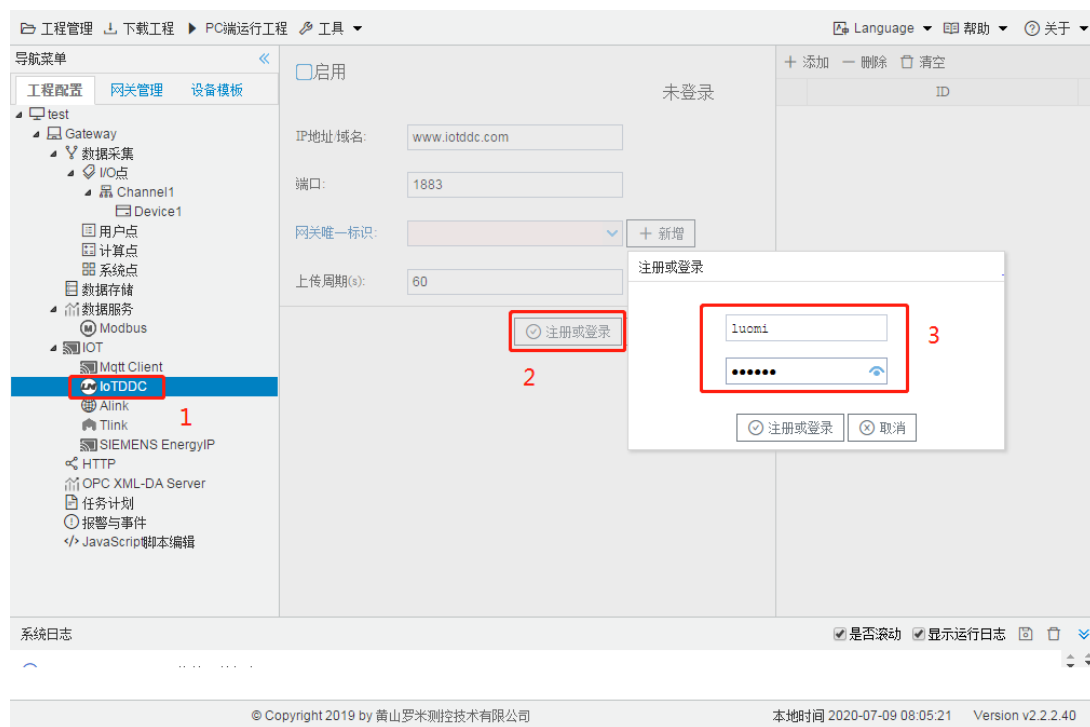 工程管理 下载工程 PC端运行工程 工具 Language 帮助 关于
导航菜单
工程配置 网关管理 设备模板
test
Gateway
数据采集
I/O点
Channel1
Device1
用户点
计算点
系统点
数据存储
数据服务
Modbus
IOT
Mqtt Client
IoTDDC
Alink
Tlink
SIEMENS EnergyIP
HTTP
OPC XML-DA Server
任务计划
报警与事件
JavaScript脚本编辑
1
启用
未登录
IP地址/域名: www.iotddc.com
端口: 1883
网关唯一标识: 新增
上传周期(s): 60
注册或登录
2
添加 删除 清空
ID
注册或登录
luomi
••••••
3
注册或登录 取消
系统日志 是否滚动 显示运行日志
© Copyright 2019 by 黄山罗米测控技术有限公司 本地时间 2020-07-09 08:05:21 Version v2.2.2.40